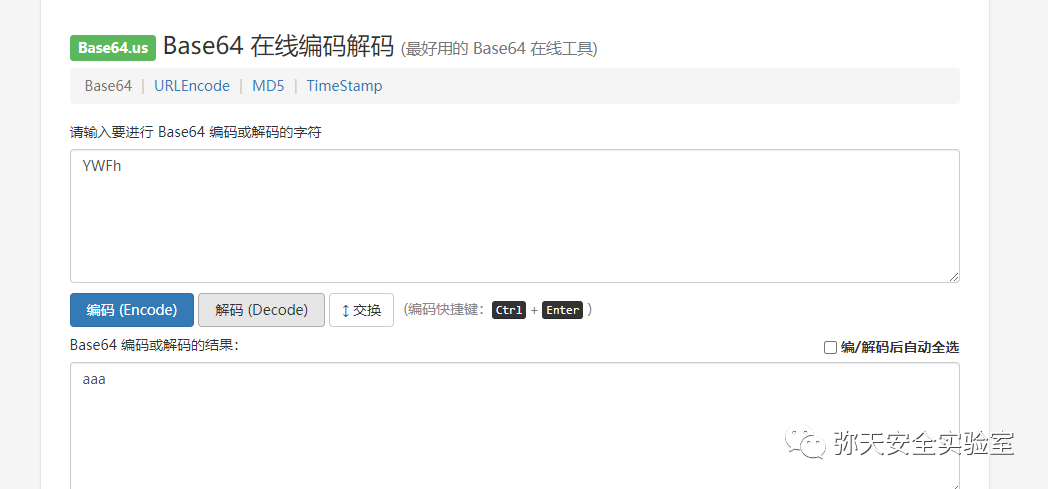 Base64.us Base64 在线编码解码 (最好用的 Base64 在线工具)
Base64 | URLEncode | MD5 | TimeStamp
请输入要进行 Base64 编码或解码的字符
YWFh
编码 (Encode) 解码 (Decode) ↕交换 (编码快捷键: Ctrl + Enter )
Base64 编码或解码的结果: 编/解码后自动全选
aaa
弥天安全实验室